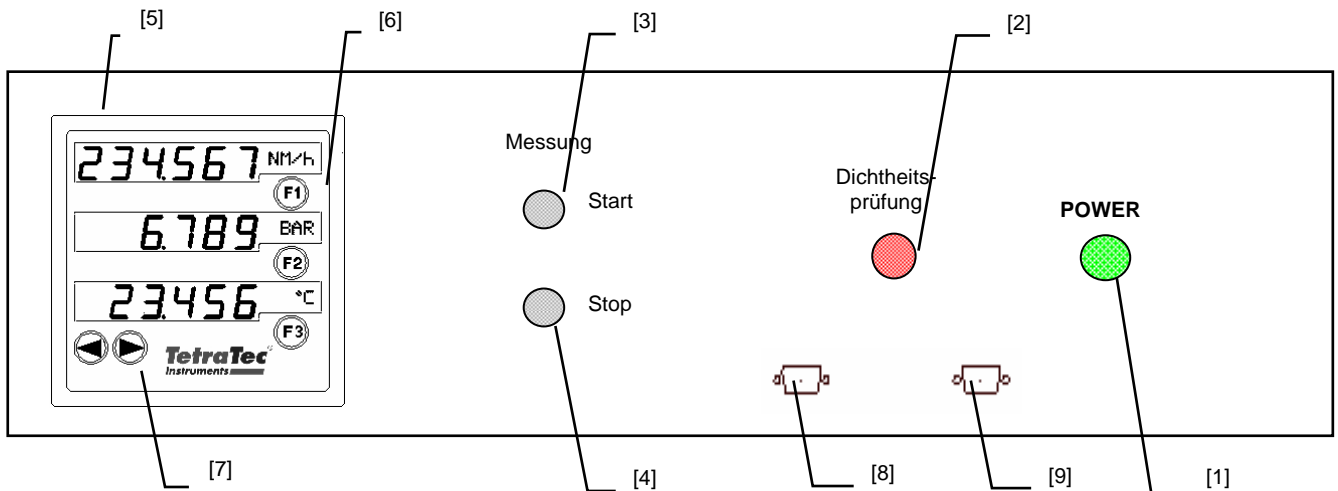 [5]
[6]
[3]
[2]
Messung
234.567 NM/h
F1
Start
Dichtheits-
prüfung
POWER
6.789 BAR
F2
23.456 °C
F3
Stop
TetraTec
Instruments
[7]
[4]
[8]
[9]
[1]